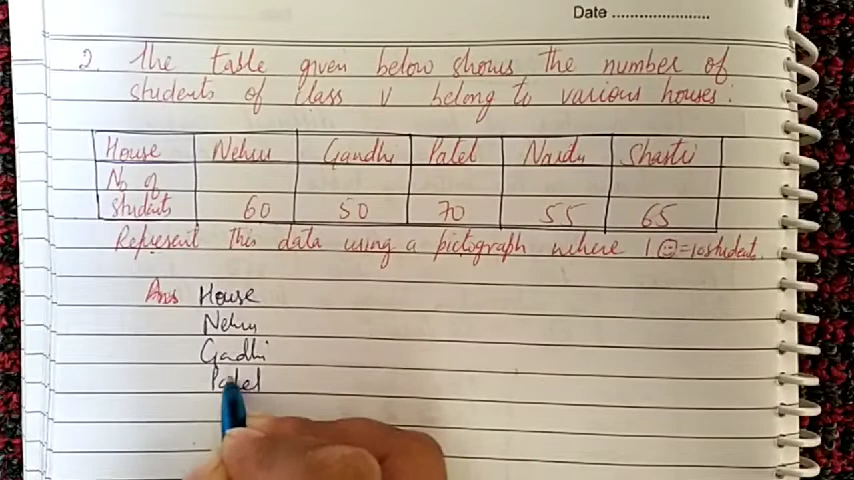 Date ........................
2. The table given below shows the number of
students of class V belong to various houses:
House Nehru Gandhi Patel Naidu Shastri
No of
students 60 50 70 55 65
Represent this data using a pictograph where 1 ☺=10student.
Ans House
Nehru
Gadhi
Patel